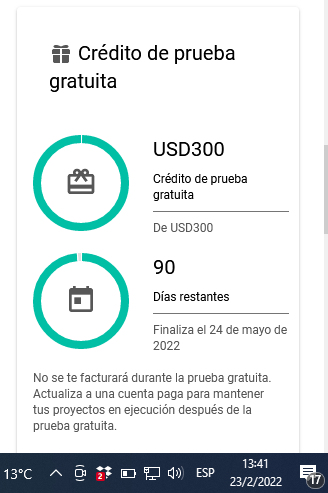 Crédito de prueba
gratuita
USD300
Crédito de prueba
gratuita
De USD300
90
Días restantes
Finaliza el 24 de mayo de
2022
No se te facturará durante la prueba gratuita.
Actualiza a una cuenta paga para mantener
tus proyectos en ejecución después de la
prueba gratuita.
13°C
2
ESP
13:41
23/2/2022
17